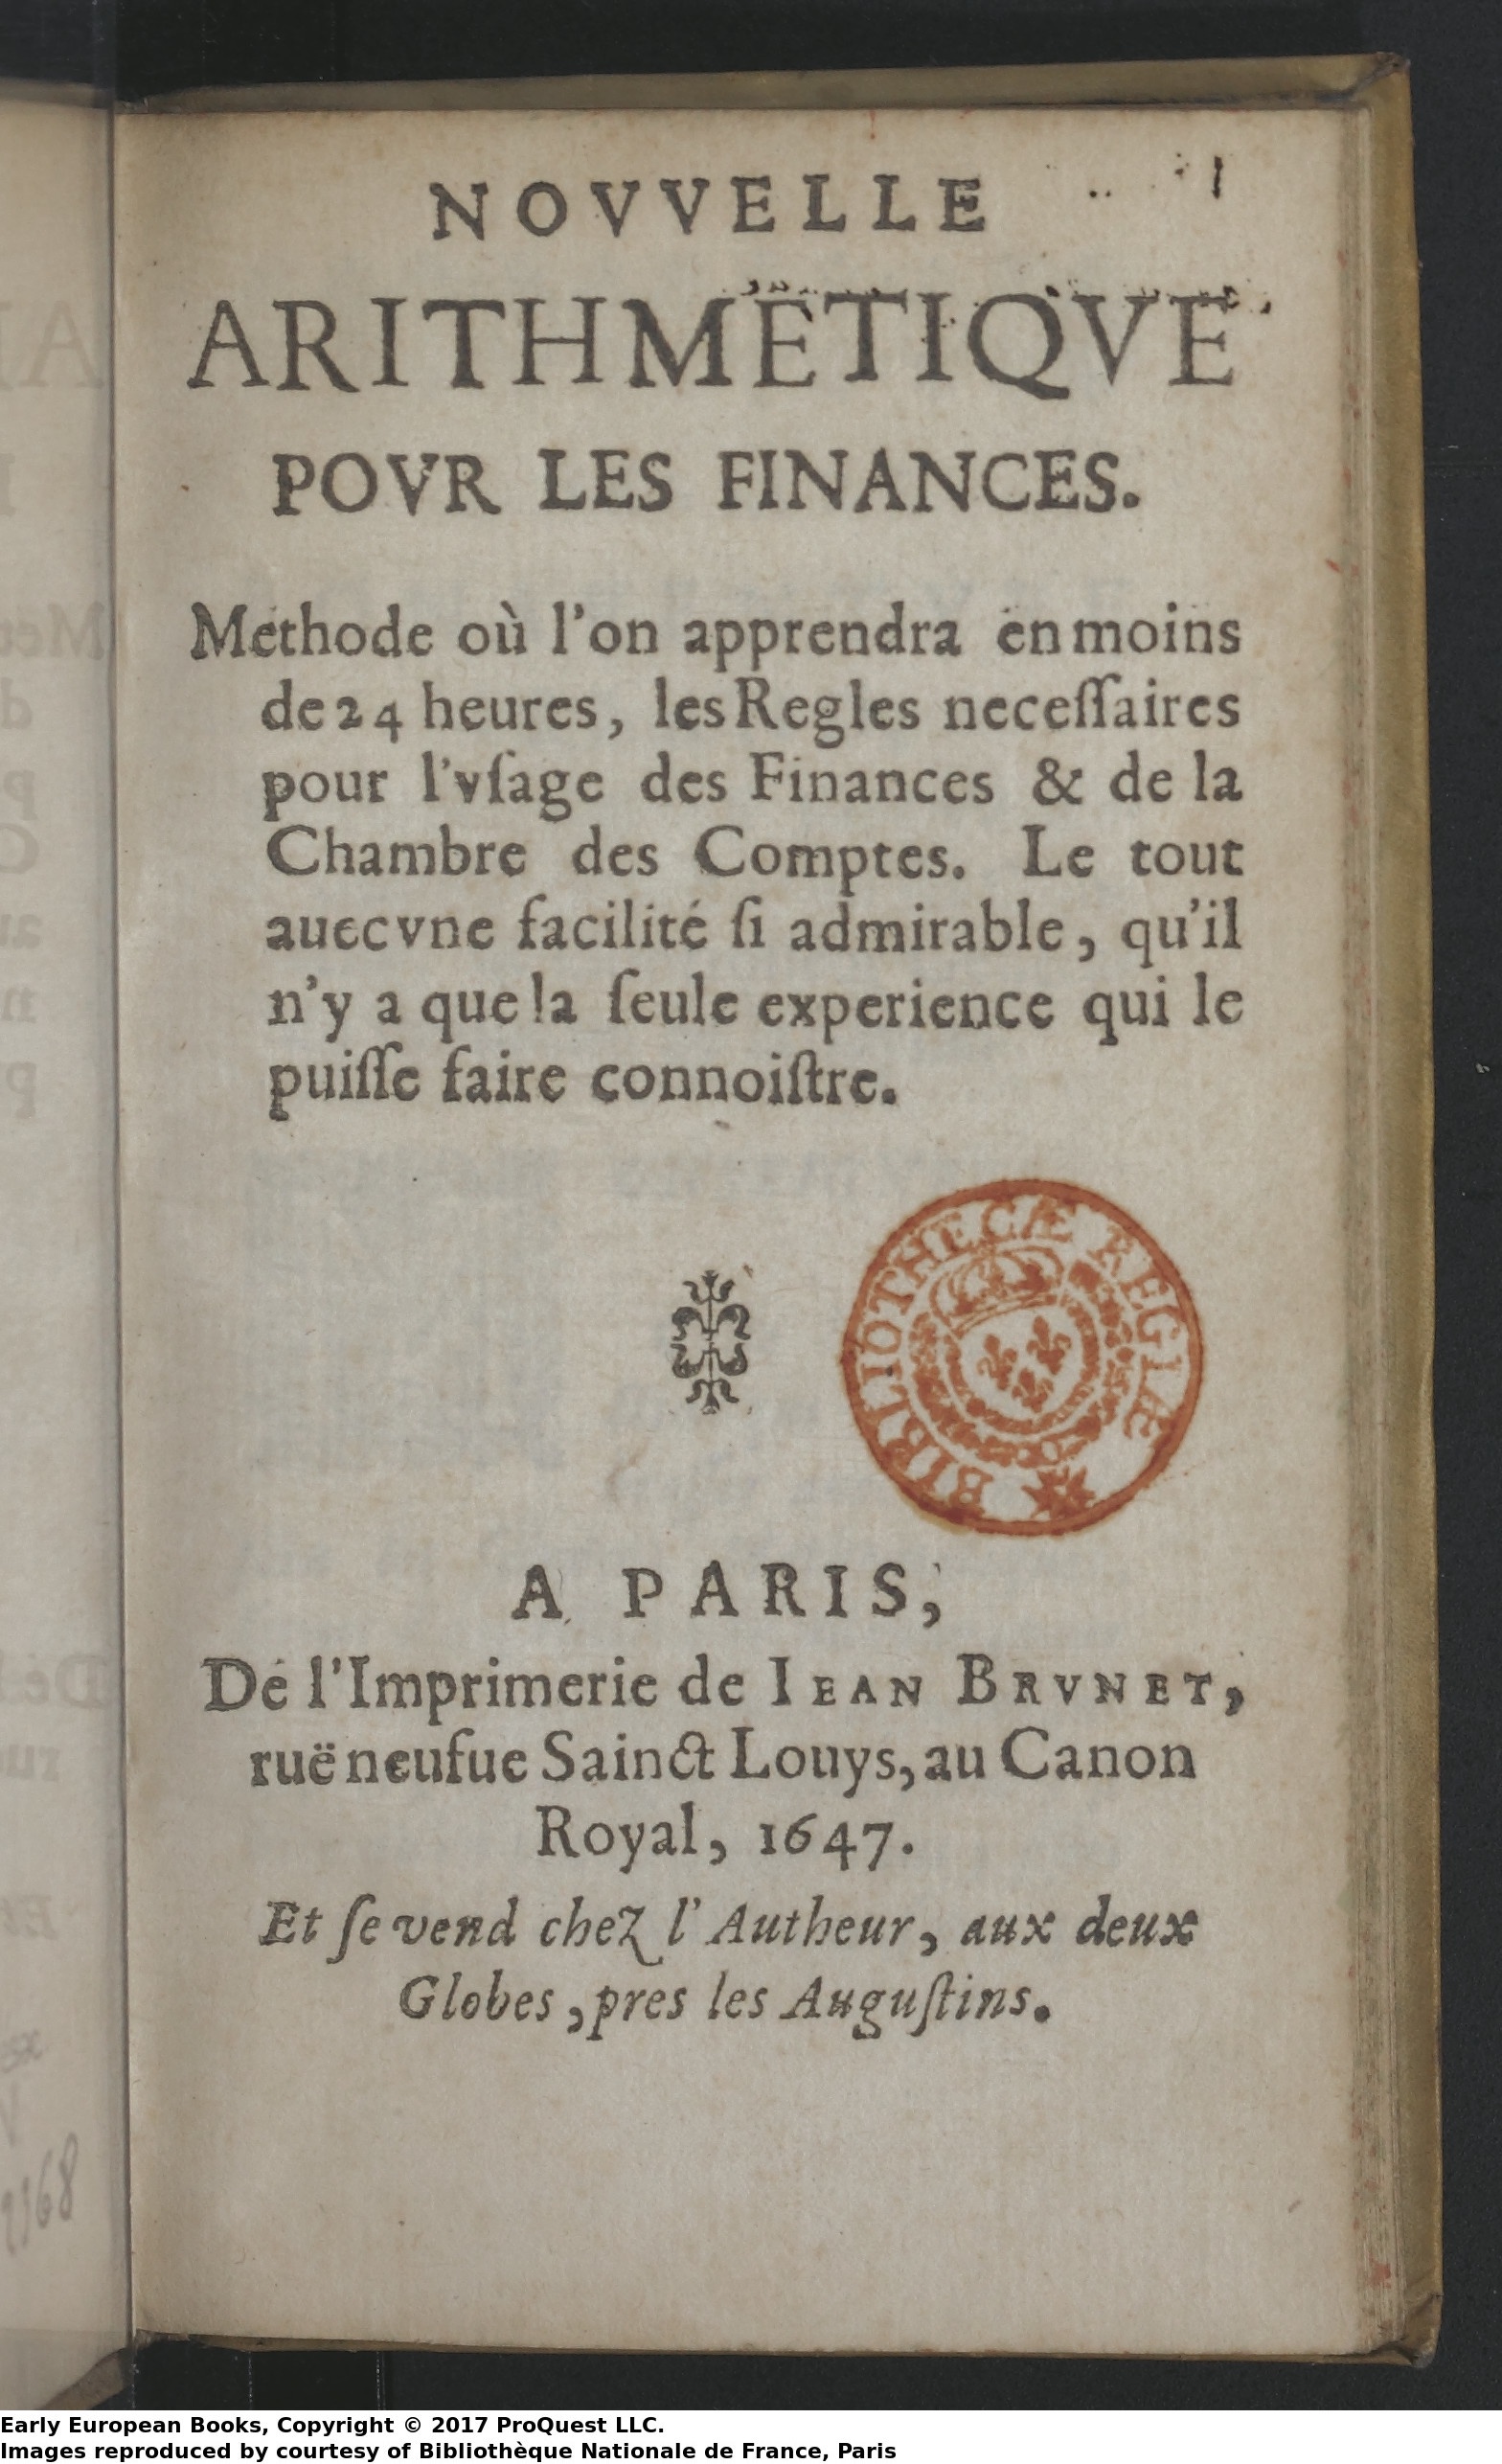 NOVVELLE
ARITHMETIQVE
POVR LES FINANCES.
Methode où l'on apprendra en moins
de 24 heures, les Regles neceſſaires
pour l'vſage des Finances & de la
Chambre des Comptes. Le tout
auec vne facilité ſi admirable, qu'il
n'y a que la ſeule experience qui le
puiſſe faire connoiſtre.
BIBLIOTHECÆ REGIÆ
A PARIS,
De l'Imprimerie de IEAN BRVNET,
ruë neufue Sainct Louys, au Canon
Royal, 1647.
Et ſe vend chez l'Autheur, aux deux
Globes, pres les Auguſtins.
Early European Books, Copyright © 2017 ProQuest LLC.
Images reproduced by courtesy of Bibliothèque Nationale de France, Paris